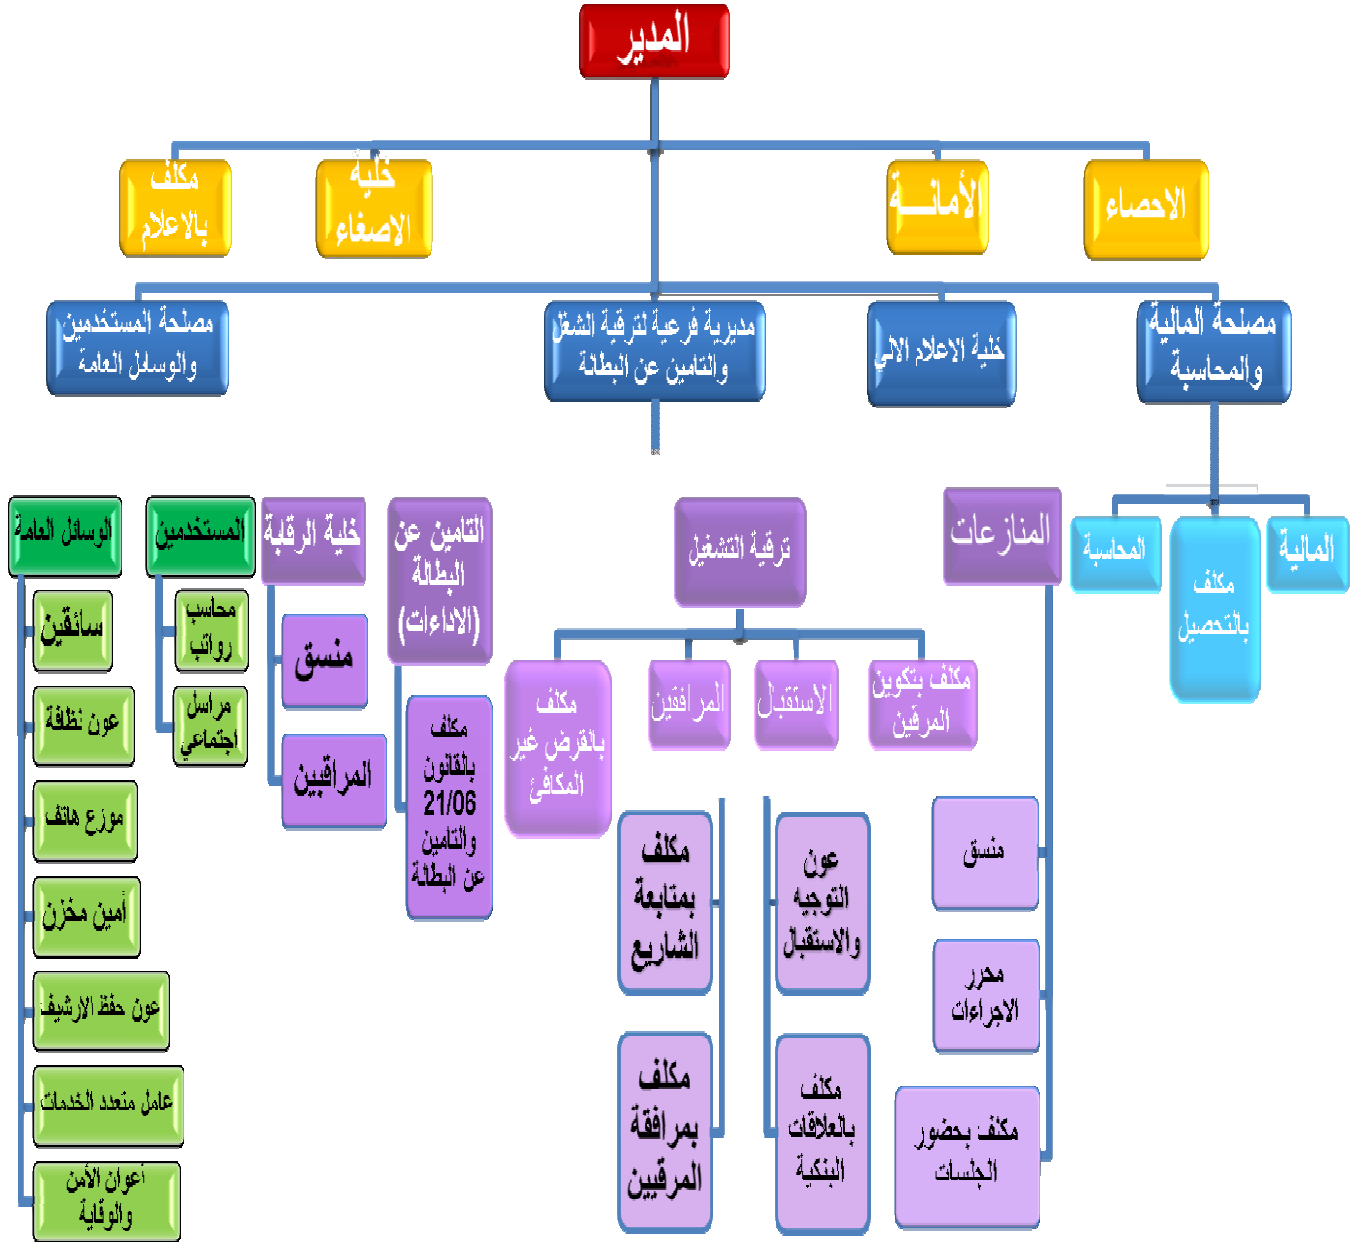 المدير
الاحصاء
الأمانـــة
خلية
الاصغاء
مكلف
بالاعلام
مصلحة المالية
والمحاسبة
خلية الاعلام الالي
مديرية فرعية لترقية الشغل
والتامين عن البطالة
مصلحة المستخدمين
والوسائل العامة
المالية
مكلف
بالتحصيل
المحاسبة
المنازعات
منسق
محرر
الاجراءات
مكلف بحضور
الجلسات
ترقية التشغيل
مكلف بتكوين
المرقين
الاستقبال
المرافقين
مكلف
بالقرض غير
المكافئ
عون
التوجيه
والاستقبال
مكلف
بالعلاقات
البنكية
مكلف
بمتابعة
الشاريع
مكلف
بمرافقة
المرقيين
التامين عن
البطالة
(الاداءات)
مكلف
بالقانون
21/06
والتامين
عن البطالة
خلية الرقابة
منسق
المراقبين
المستخدمين
محاسب
رواتب
مراسل
اجتماعي
الوسائل العامة
سائقين
عون نظافة
موزع هاتف
أمين مخزن
عون حفظ الارشيف
عامل متعدد الخدمات
أعوان الأمن
والوقاية